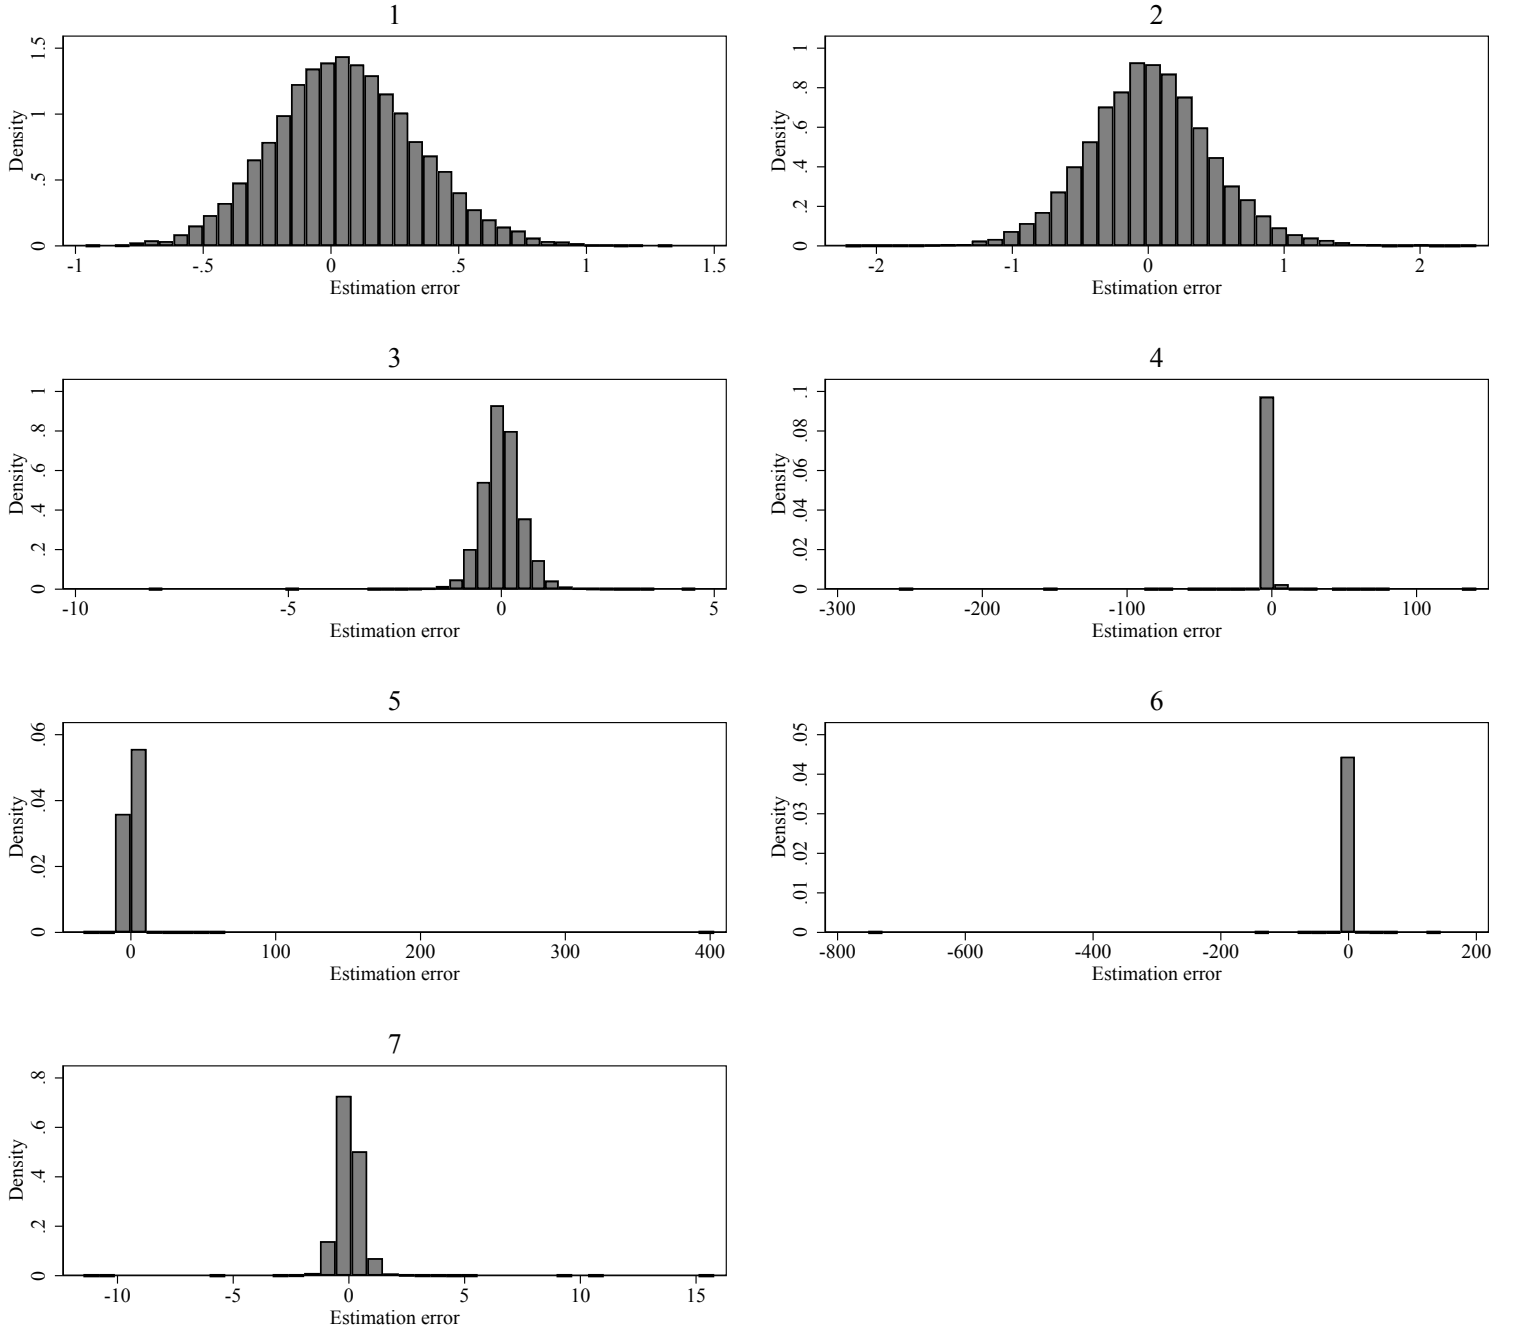 1
Density
0 .5 1 1.5
-1 -.5 0 .5 1 1.5
Estimation error
2
Density
0 .2 .4 .6 .8 1
-2 -1 0 1 2
Estimation error
3
Density
0 .2 .4 .6 .8 1
-10 -5 0 5
Estimation error
4
Density
0 .02 .04 .06 .08 .1
-300 -200 -100 0 100
Estimation error
5
Density
0 .02 .04 .06
0 100 200 300 400
Estimation error
6
Density
0 .01 .02 .03 .04 .05
-800 -600 -400 -200 0 200
Estimation error
7
Density
0 .2 .4 .6 .8
-10 -5 0 5 10 15
Estimation error